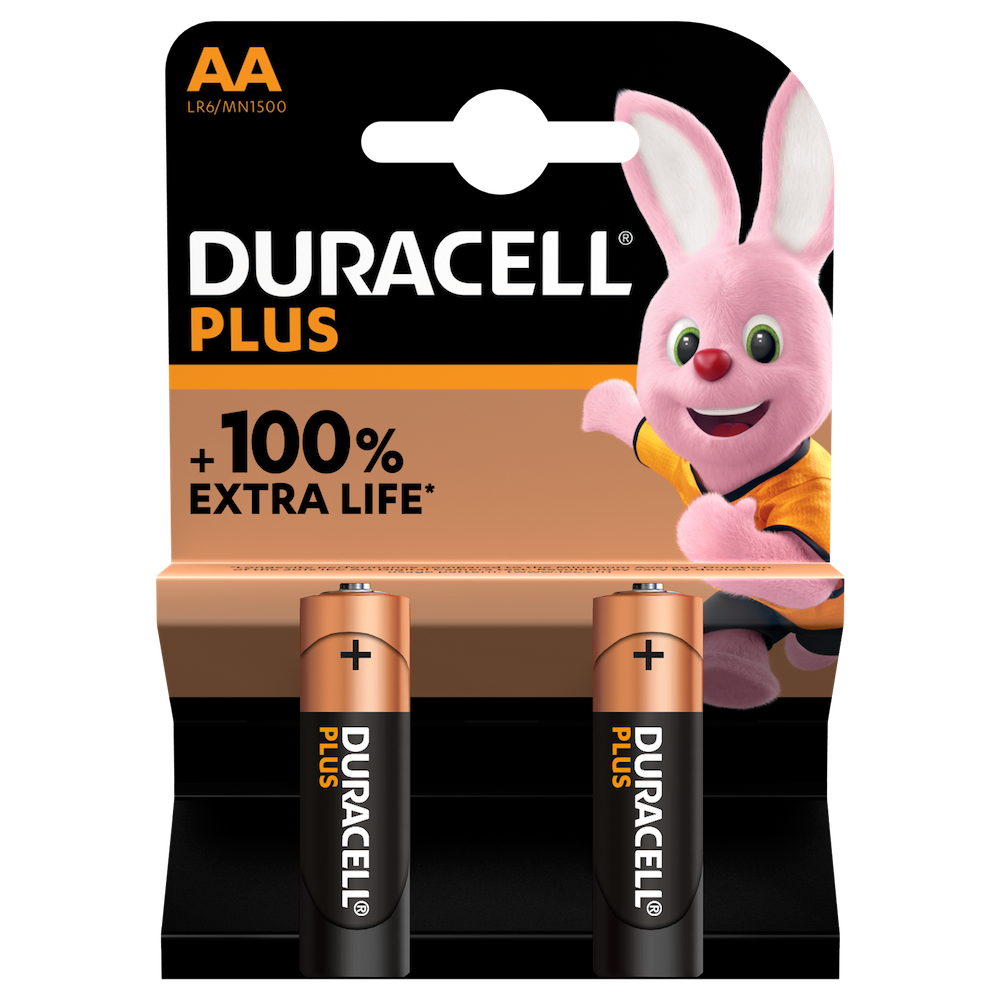 AA
LR6/MN1500
DURACELL®
PLUS
+100%
EXTRA LIFE*
+
DURACELL®
PLUS
+
DURACELL®
PLUS